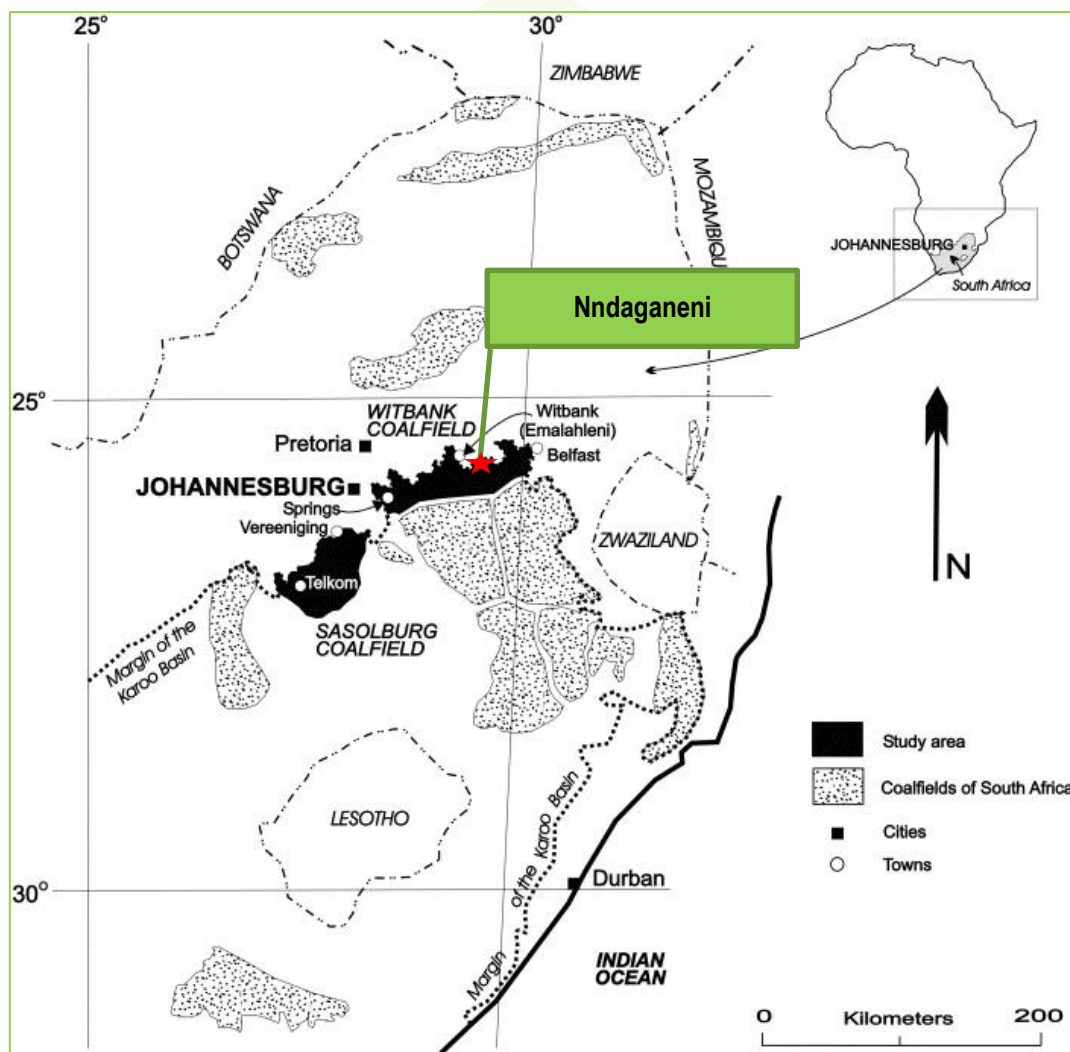 25°
30°
ZIMBABWE
BOTSWANA
MOZAMBIQU
JOHANNESBURG
South Africa
Nndaganeni
25°
WITBANK
COALFIELD
Witbank
(Emalahleni)
Pretoria
Belfast
JOHANNESBURG
Springs
Vereeniging
ZWAZILAND
Telkom
N
SASOLBURG
COALFIELD
Margin of the
Karoo Basin
Study area
Coalfields of South Africa
Cities
Towns
LESOTHO
Margin of the Karoo Basin
30°
Durban
INDIAN
OCEAN
0 Kilometers 200